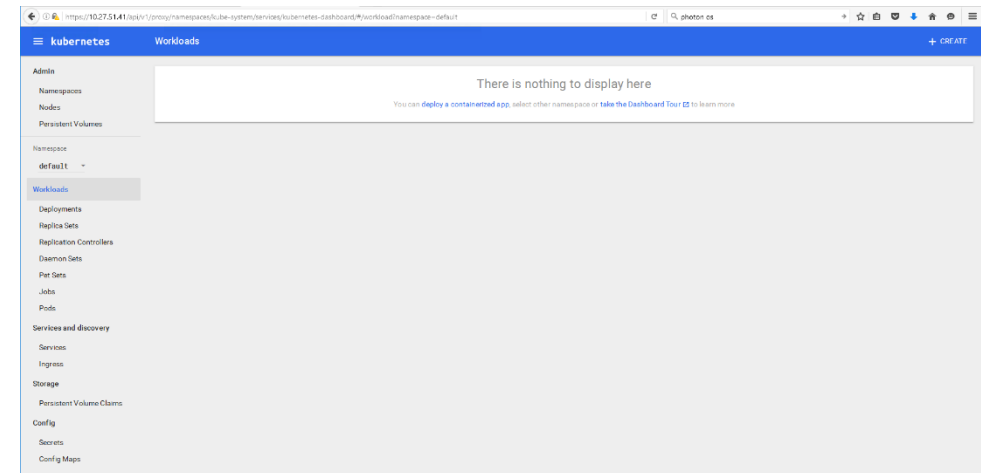 https://10.27.51.41/api/v1/proxy/namespaces/kube-system/services/kubernetes-dashboard/#/workload?namespace=default
photon os
kubernetes
Workloads
+ CREATE
Admin
Namespaces
Nodes
Persistent Volumes
Namespace
default
Workloads
Deployments
Replica Sets
Replication Controllers
Daemon Sets
Pet Sets
Jobs
Pods
Services and discovery
Services
Ingress
Storage
Persistent Volume Claims
Config
Secrets
Config Maps
There is nothing to display here
You can deploy a containerized app, select other namespace or take the Dashboard Tour to learn more